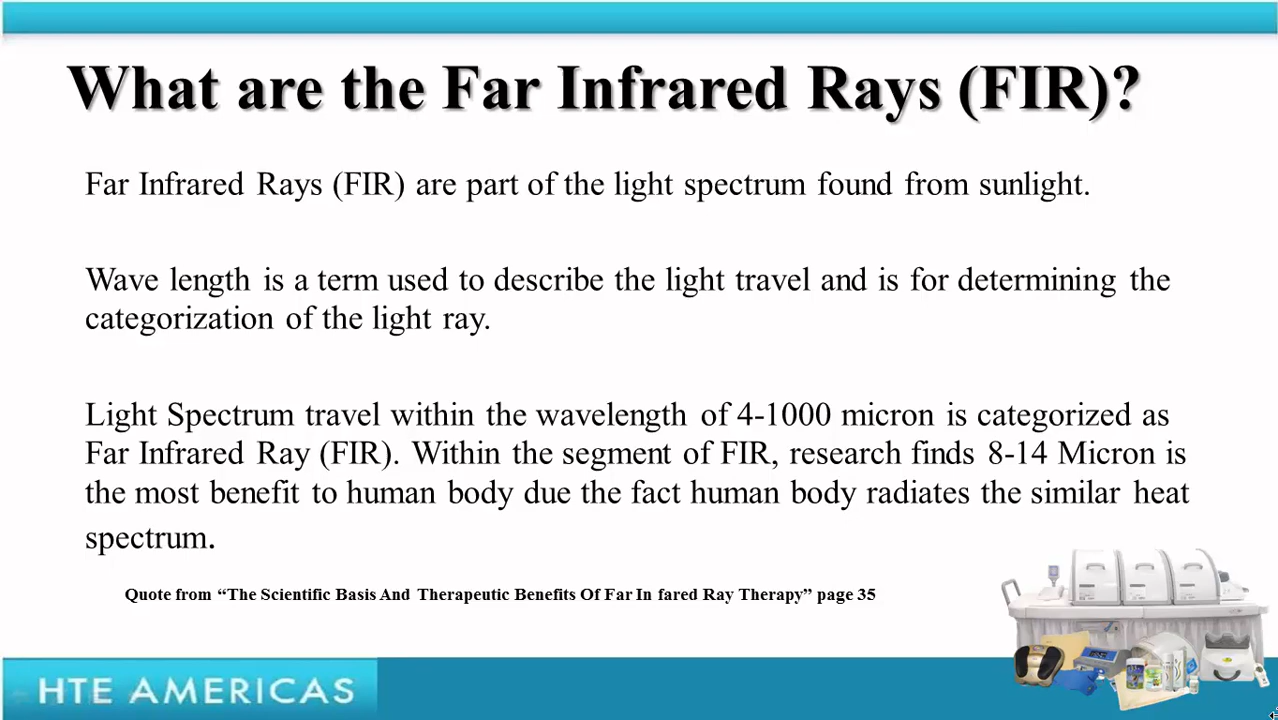 What are the Far Infrared Rays (FIR)?
Far Infrared Rays (FIR) are part of the light spectrum found from sunlight.
Wave length is a term used to describe the light travel and is for determining the
categorization of the light ray.
Light Spectrum travel within the wavelength of 4-1000 micron is categorized as
Far Infrared Ray (FIR). Within the segment of FIR, research finds 8-14 Micron is
the most benefit to human body due the fact human body radiates the similar heat
spectrum.
Quote from “The Scientific Basis And Therapeutic Benefits Of Far In fared Ray Therapy” page 35
HTE AMERICAS